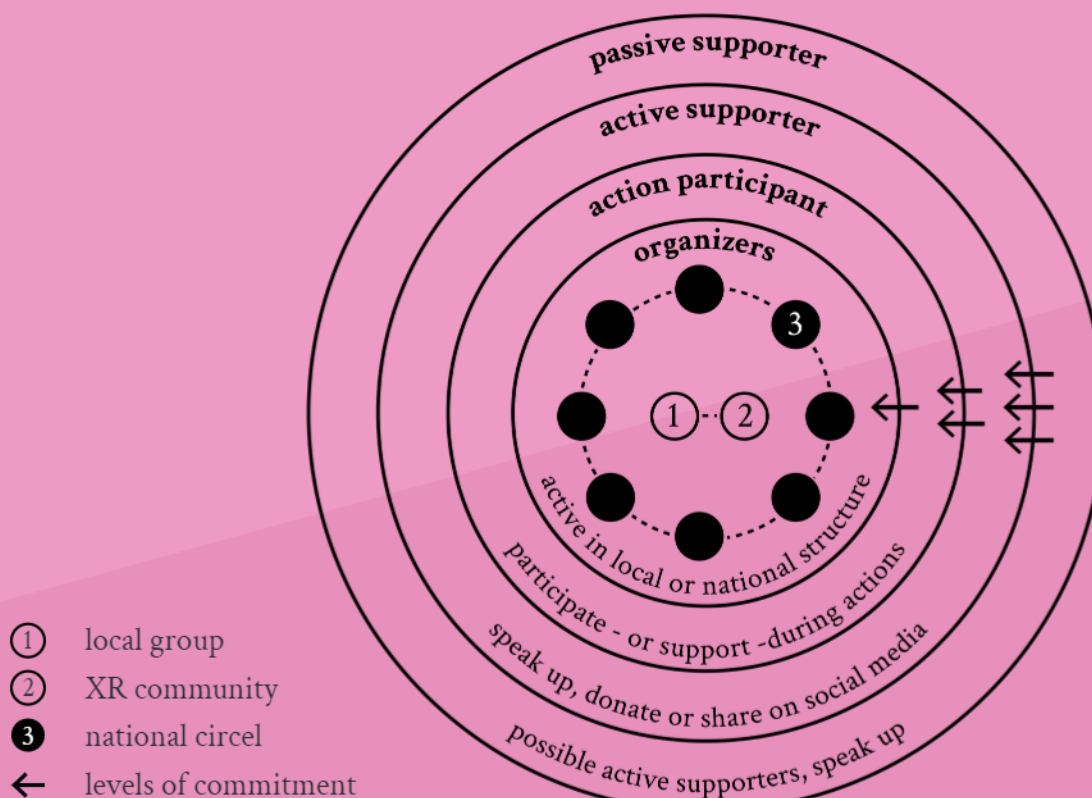 passive supporter
active supporter
action participant
organizers
3
1
2
active in local or national structure
participate - or support -during actions
speak up, donate or share on social media
possible active supporters, speak up
1 local group
2 XR community
3 national circel
levels of commitment